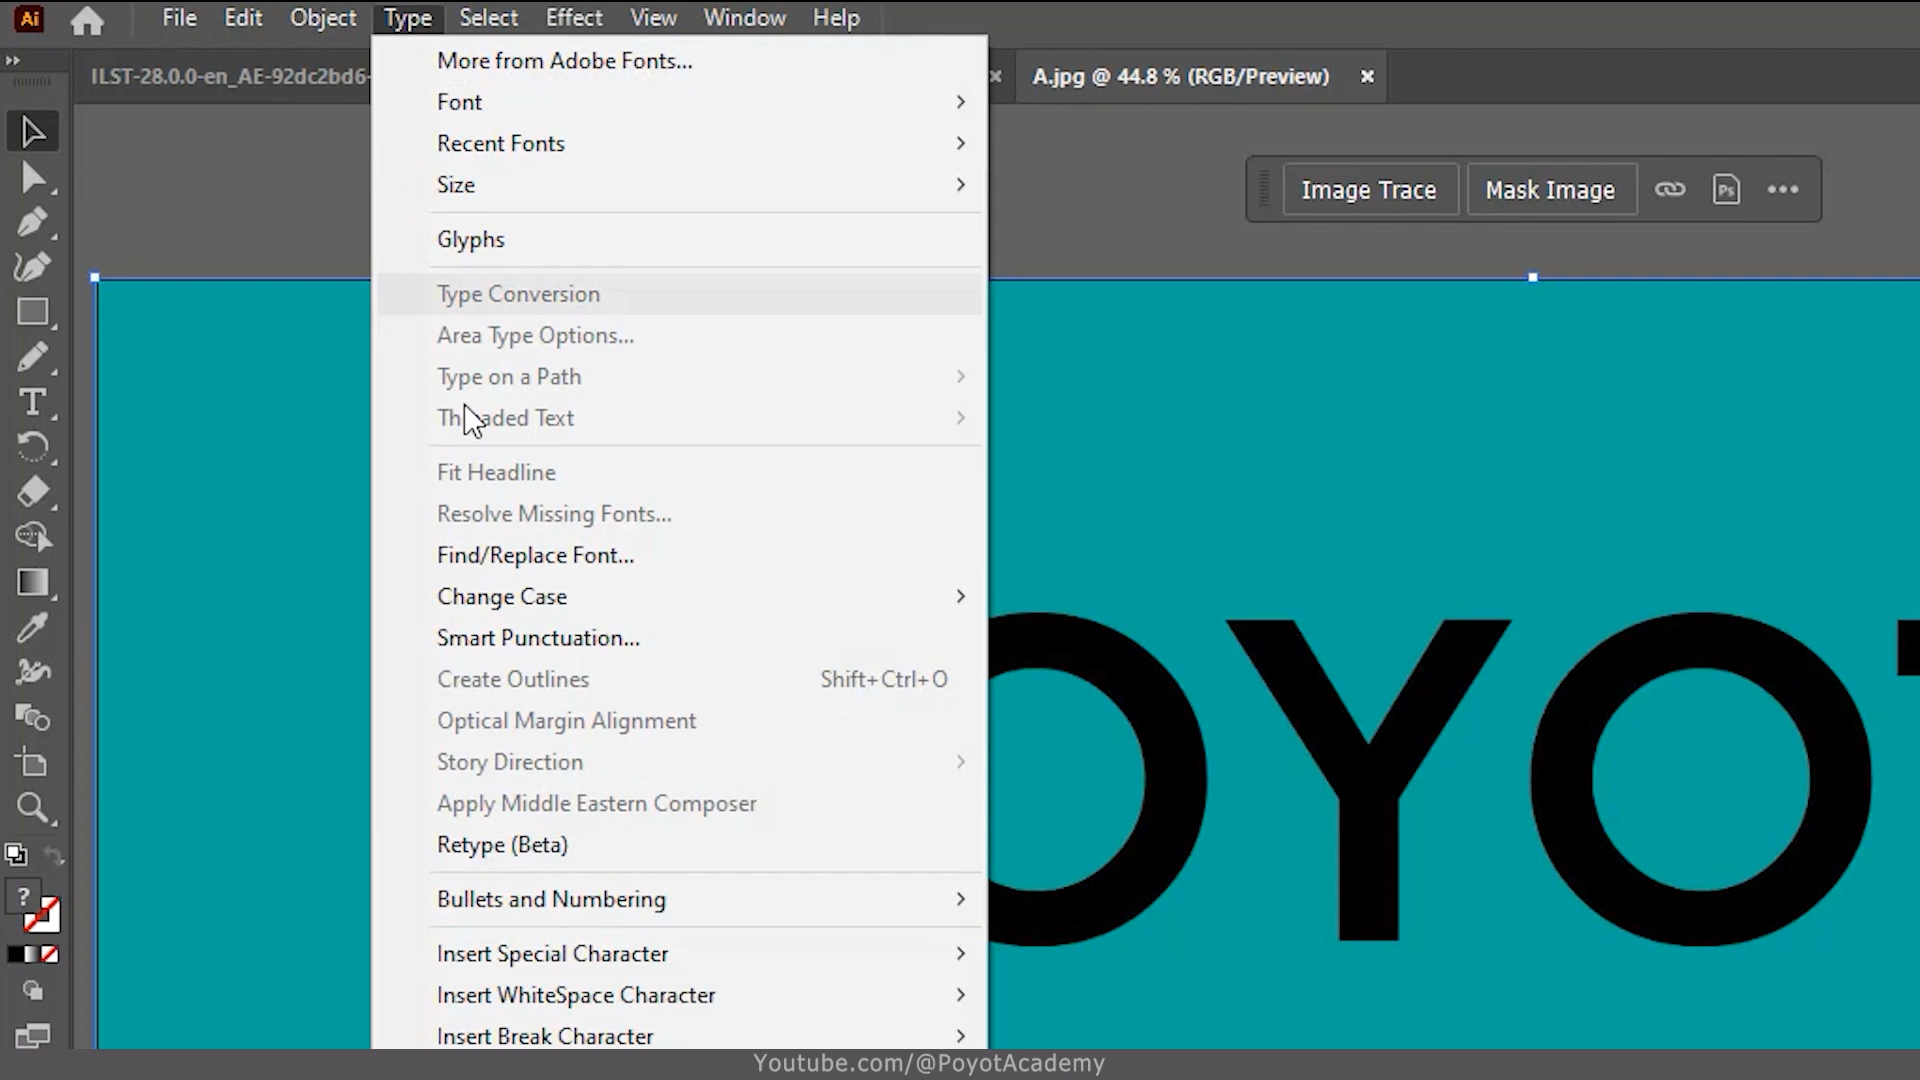 Ai File Edit Object Type Select Effect View Window Help
ILST-28.0.0-en_AE-92dc2bd6-
A.jpg @ 44.8 % (RGB/Preview)
More from Adobe Fonts...
Font
Recent Fonts
Size
Glyphs
Type Conversion
Area Type Options...
Type on a Path
Threaded Text
Fit Headline
Resolve Missing Fonts...
Find/Replace Font...
Change Case
Smart Punctuation...
Create Outlines Shift+Ctrl+O
Optical Margin Alignment
Story Direction
Apply Middle Eastern Composer
Retype (Beta)
Bullets and Numbering
Insert Special Character
Insert WhiteSpace Character
Insert Break Character
Image Trace Mask Image Ps
OYOT
T
?
Youtube.com/@PoyotAcademy